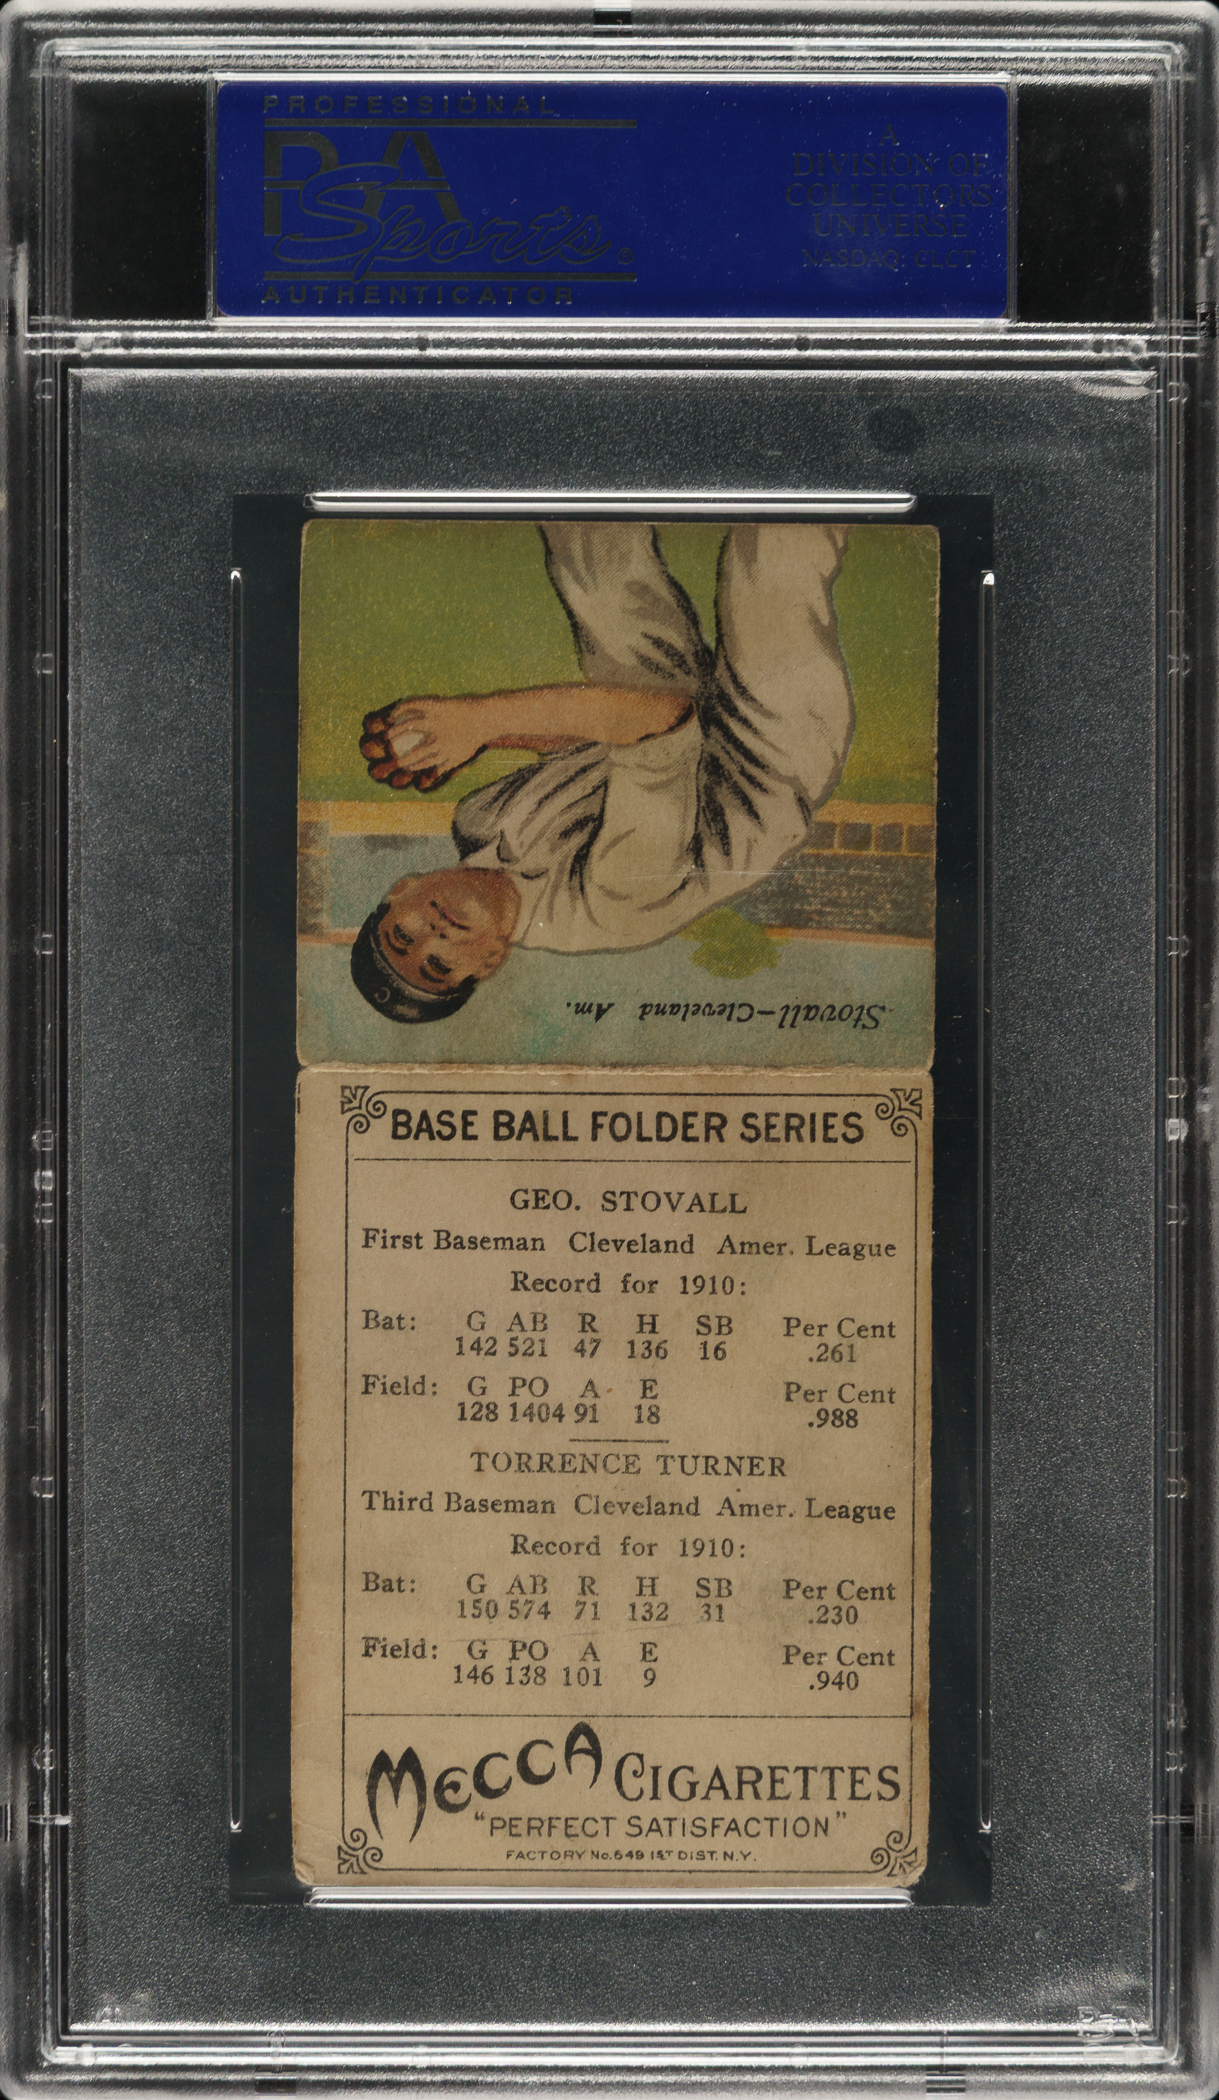 PROFESSIONAL
PSA
Sports®
AUTHENTICATOR
A
DIVISION OF
COLLECTORS
UNIVERSE
NASDAQ: CLCT
C
Stovall—Cleveland Am.
BASE BALL FOLDER SERIES
GEO. STOVALL
First Baseman Cleveland Amer. League
Record for 1910:
Bat: G AB R H SB Per Cent
142 521 47 136 16 .261
Field: G PO A E Per Cent
128 1404 91 18 .988
TORRENCE TURNER
Third Baseman Cleveland Amer. League
Record for 1910:
Bat: G AB R H SB Per Cent
150 574 71 132 31 .230
Field: G PO A E Per Cent
146 138 101 9 .940
MECCA CIGARETTES
"PERFECT SATISFACTION"
FACTORY No. 649 1ST DIST. N.Y.